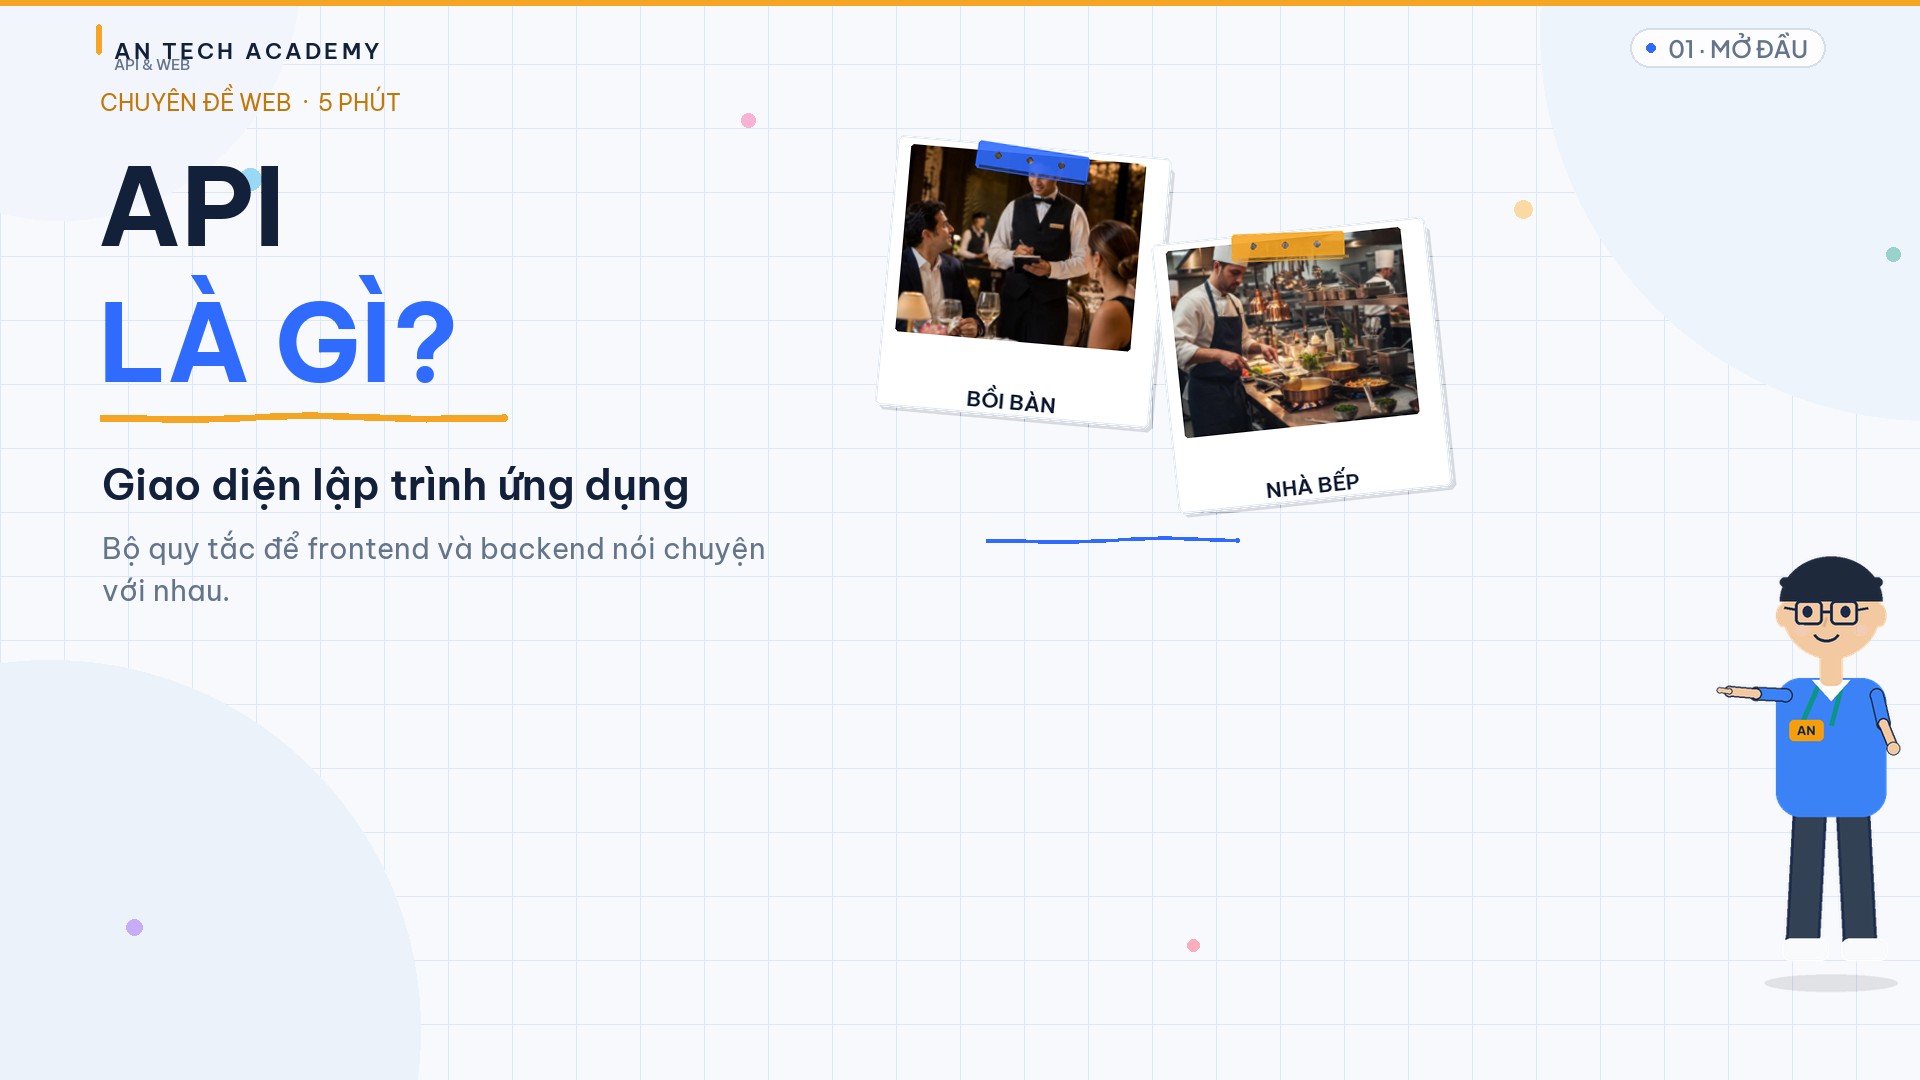 AN TECH ACADEMY
API & WEB
01 · MỞ ĐẦU
CHUYÊN ĐỀ WEB · 5 PHÚT
API
LÀ GÌ?
Giao diện lập trình ứng dụng
Bộ quy tắc để frontend và backend nói chuyện
với nhau.
BỒI BÀN
NHÀ BẾP
AN